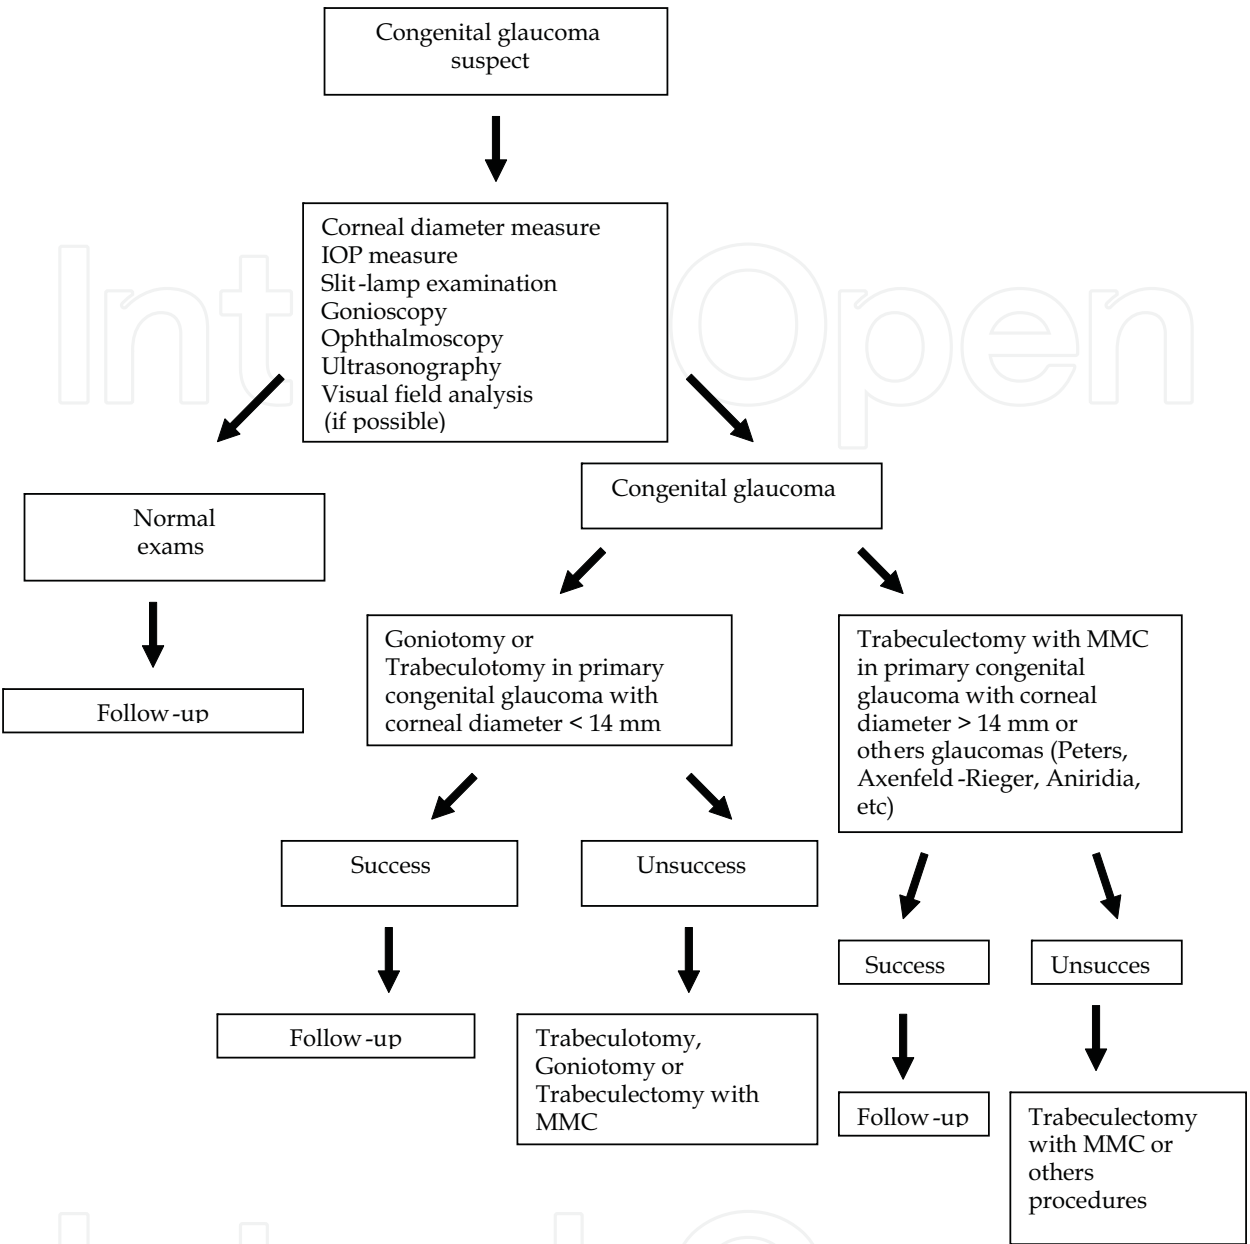 Congenital glaucoma
suspect
Corneal diameter measure
IOP measure
Slit-lamp examination
Gonioscopy
Ophthalmoscopy
Ultrasonography
Visual field analysis
(if possible)
Normal
exams
Congenital glaucoma
Follow-up
Goniotomy or
Trabeculotomy in primary
congenital glaucoma with
corneal diameter < 14 mm
Trabeculectomy with MMC
in primary congenital
glaucoma with corneal
diameter > 14 mm or
others glaucomas (Peters,
Axenfeld-Rieger, Aniridia,
etc)
Success
Unsuccess
Success
Unsucces
Follow-up
Trabeculotomy,
Goniotomy or
Trabeculectomy with
MMC
Follow-up
Trabeculectomy
with MMC or
others
procedures